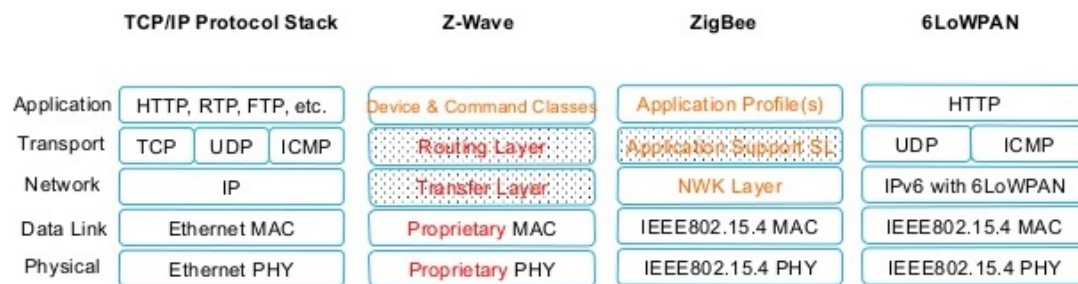 TCP/IP Protocol Stack Z-Wave ZigBee 6LoWPAN
Application HTTP, RTP, FTP, etc. Device & Command Classes Application Profile(s) HTTP
Transport TCP UDP ICMP Routing Layer Application Support SL UDP ICMP
Network IP Transfer Layer NWK Layer IPv6 with 6LoWPAN
Data Link Ethernet MAC Proprietary MAC IEEE802.15.4 MAC IEEE802.15.4 MAC
Physical Ethernet PHY Proprietary PHY IEEE802.15.4 PHY IEEE802.15.4 PHY